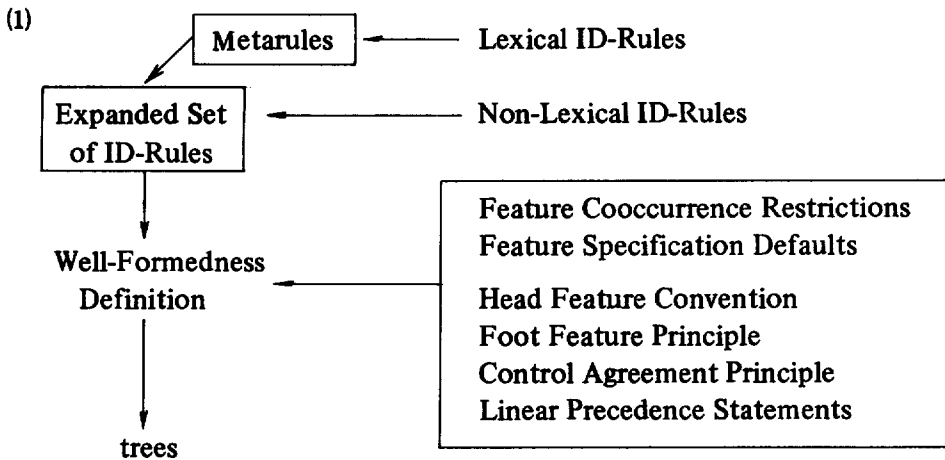 (1)
Metarules
Lexical ID-Rules
Expanded Set
of ID-Rules
Non-Lexical ID-Rules
Feature Cooccurrence Restrictions
Feature Specification Defaults
Well-Formedness
Definition
Head Feature Convention
Foot Feature Principle
Control Agreement Principle
Linear Precedence Statements
trees